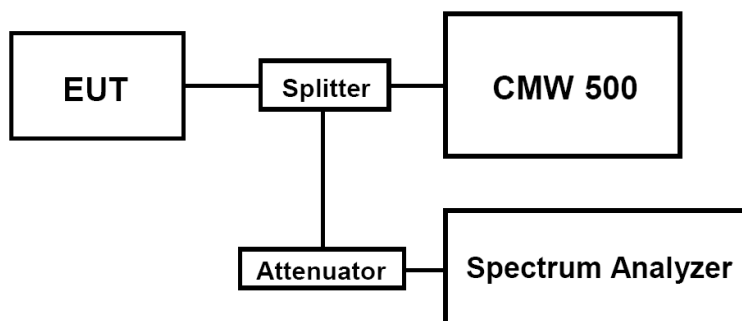 EUT
Splitter
CMW 500
Attenuator
Spectrum Analyzer